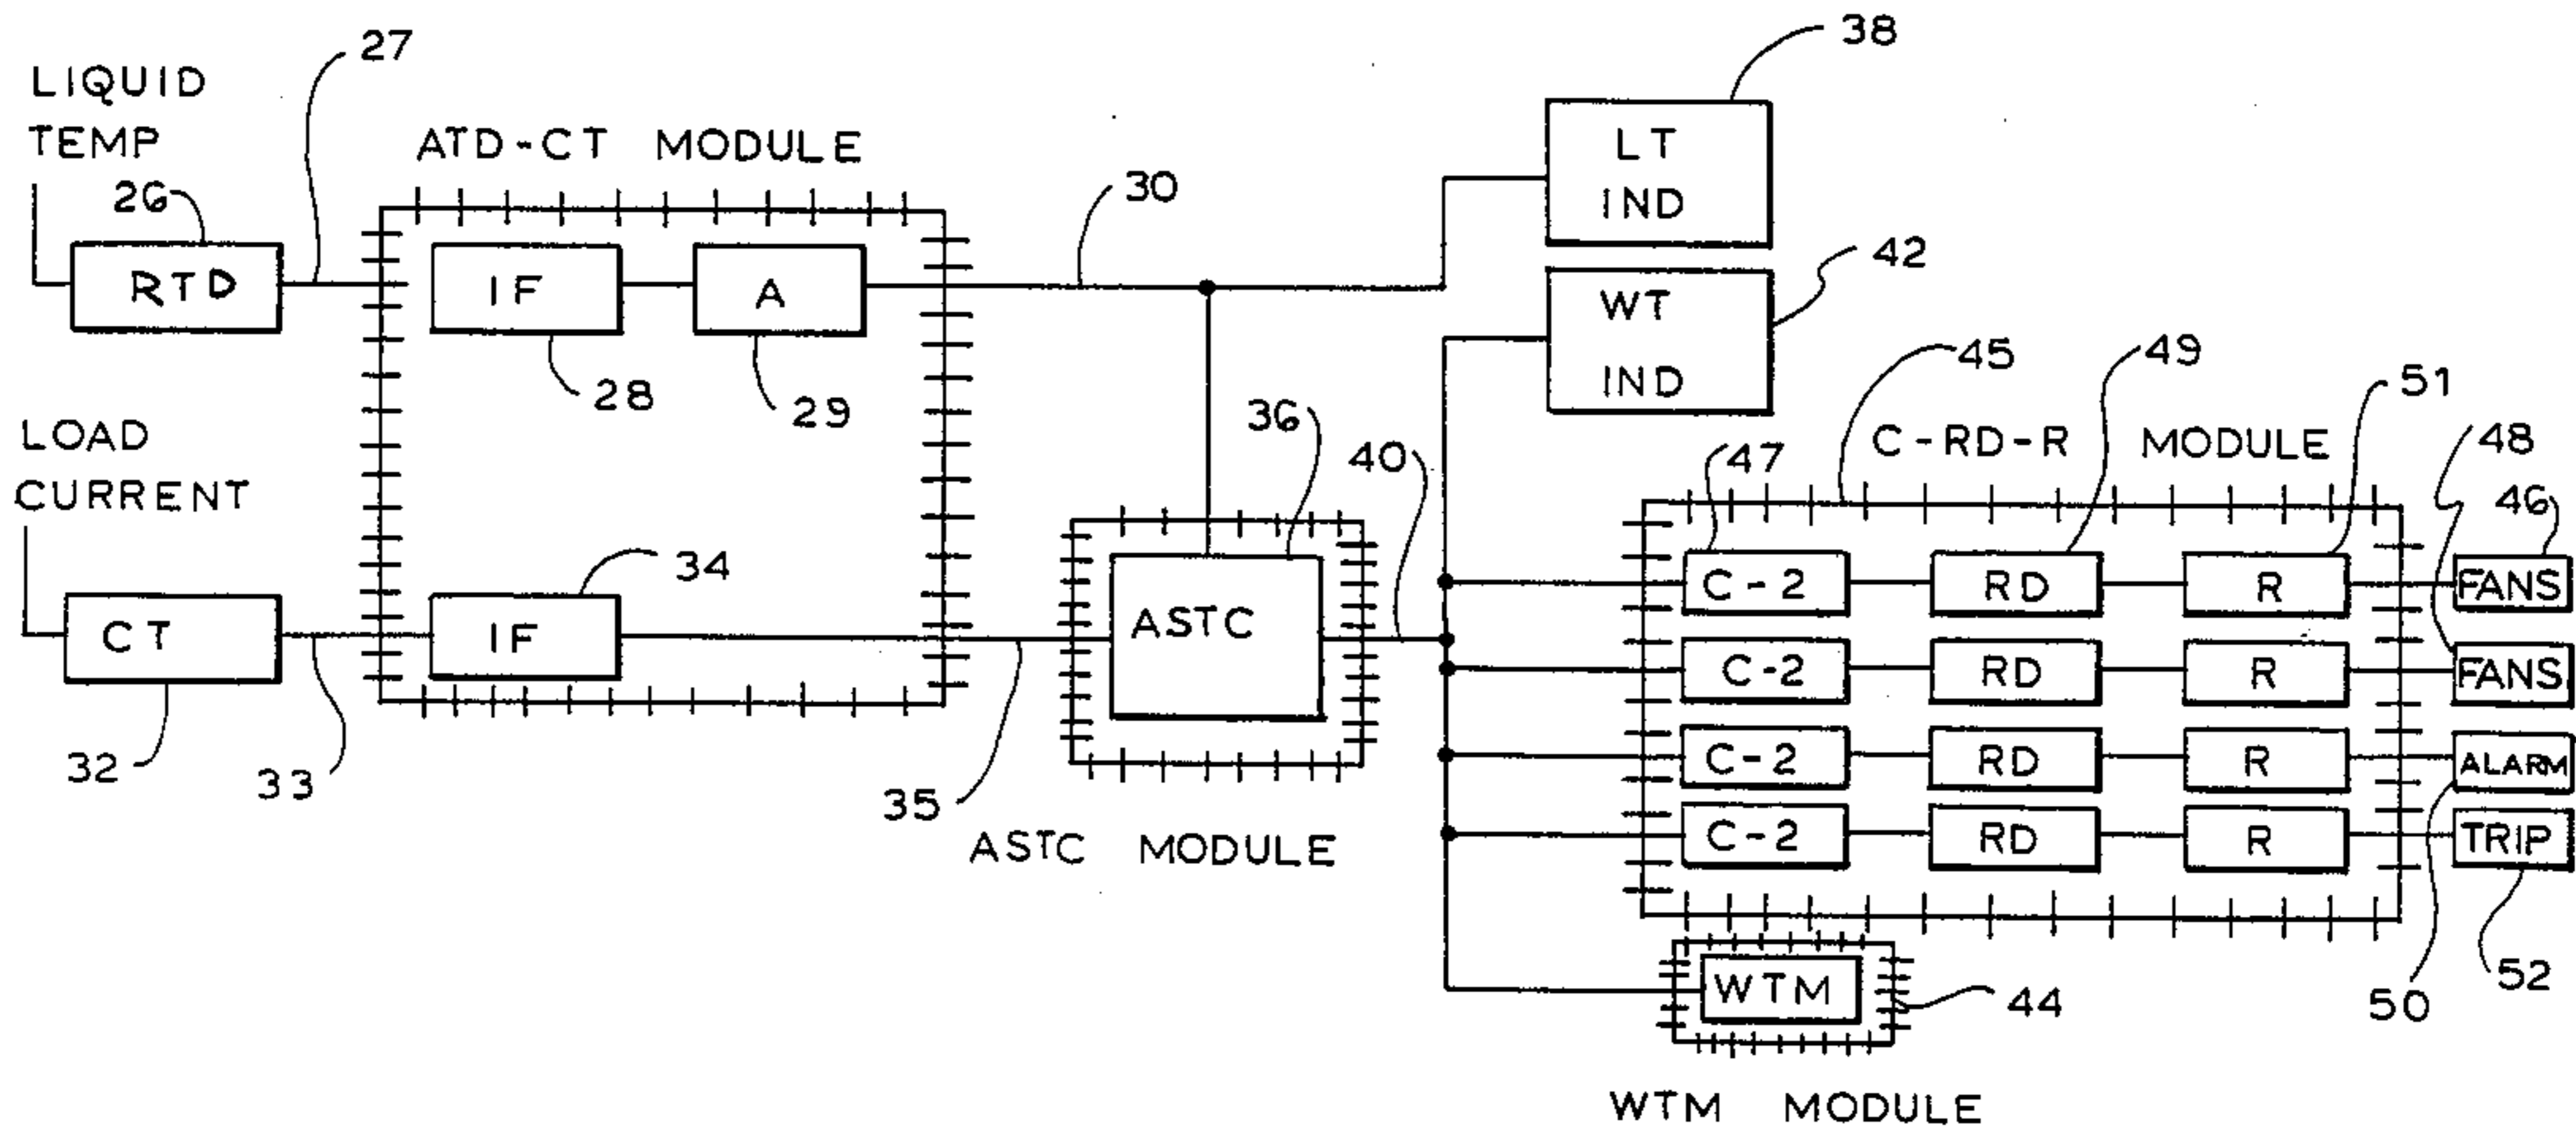 LIQUID
TEMP
26
RTD
27
ATD-CT MODULE
IF
28
A
29
30
LOAD
CURRENT
CT
32
33
IF
34
35
36
ASTC
ASTC MODULE
40
38
LT
IND
42
WT
IND
45
C-RD-R MODULE
47
49
51
48
46
C-2 RD R FANS
C-2 RD R FANS
C-2 RD R ALARM
C-2 RD R TRIP
50
52
WTM
44
WTM MODULE